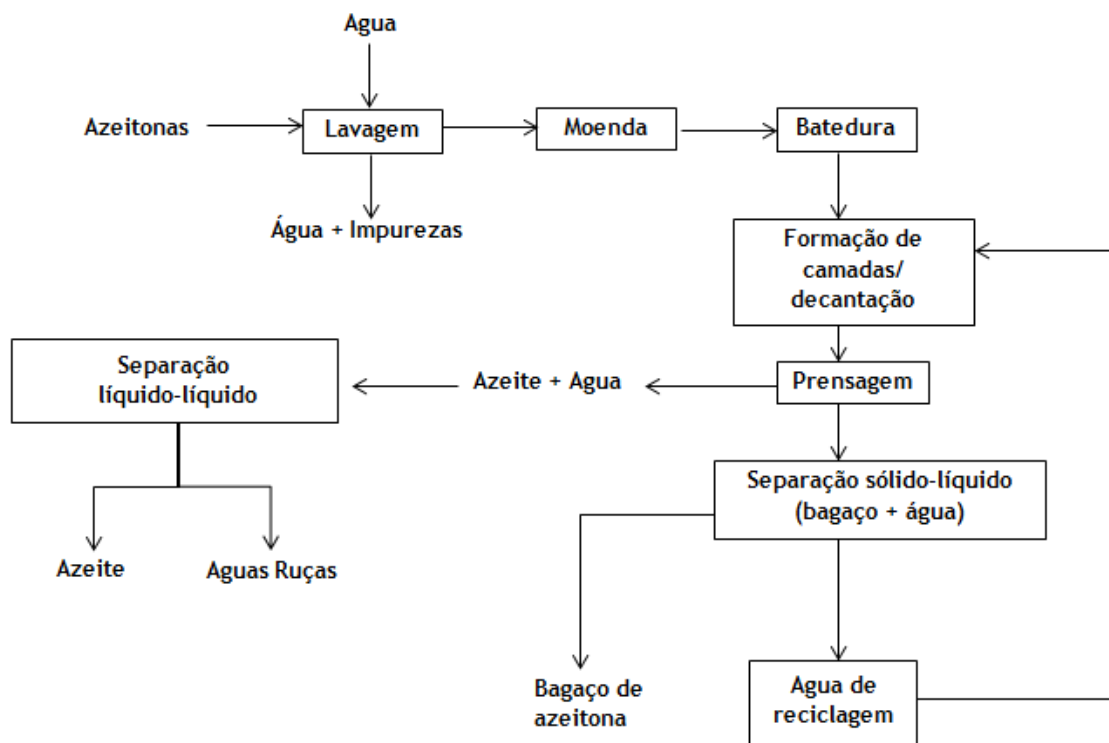 Agua
Azeitonas
Lavagem
Moenda
Batedura
Água + Impurezas
Formação de
camadas/
decantação
Separação
líquido-líquido
Azeite + Agua
Prensagem
Separação sólido-líquido
(bagaço + água)
Azeite
Aguas Ruças
Bagaço de
azeitona
Agua de
reciclagem